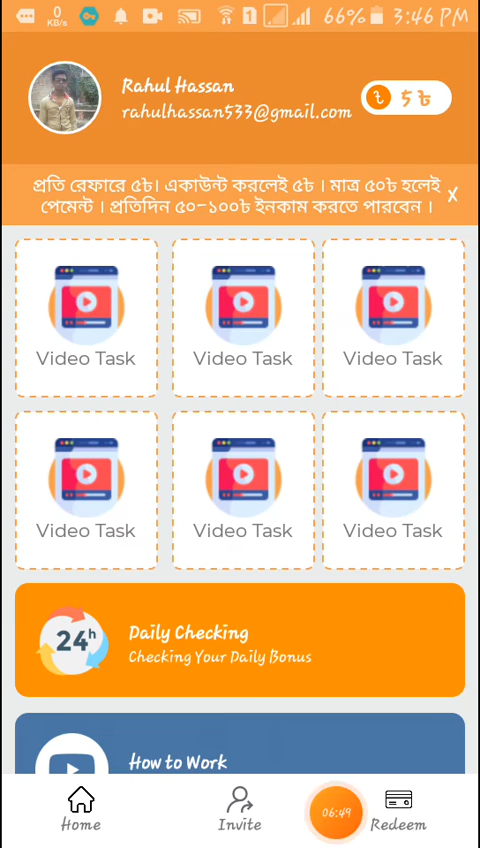 0
KB/s
1
66%
3:46 PM
Rahul Hassan
rahulhassan533@gmail.com
৳ ৫ ৳
প্রতি রেফারে ৫৳। একাউন্ট করলেই ৫৳ । মাত্র ৫০৳ হলেই
পেমেন্ট । প্রতিদিন ৫০-১০০৳ ইনকাম করতে পারবেন ।
X
Video Task Video Task Video Task
Video Task Video Task Video Task
24h
Daily Checking
Checking Your Daily Bonus
How to Work
Home Invite 06:49 Redeem